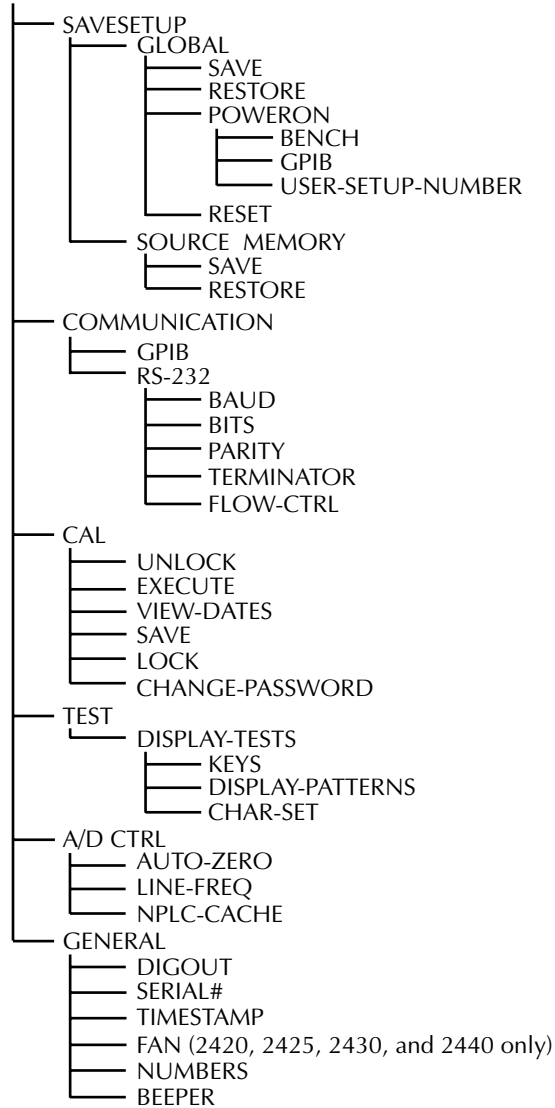 SAVESETUP
GLOBAL
SAVE
RESTORE
POWERON
BENCH
GPIB
USER-SETUP-NUMBER
RESET
SOURCE MEMORY
SAVE
RESTORE
COMMUNICATION
GPIB
RS-232
BAUD
BITS
PARITY
TERMINATOR
FLOW-CTRL
CAL
UNLOCK
EXECUTE
VIEW-DATES
SAVE
LOCK
CHANGE-PASSWORD
TEST
DISPLAY-TESTS
KEYS
DISPLAY-PATTERNS
CHAR-SET
A/D CTRL
AUTO-ZERO
LINE-FREQ
NPLC-CACHE
GENERAL
DIGOUT
SERIAL#
TIMESTAMP
FAN (2420, 2425, 2430, and 2440 only)
NUMBERS
BEEPER